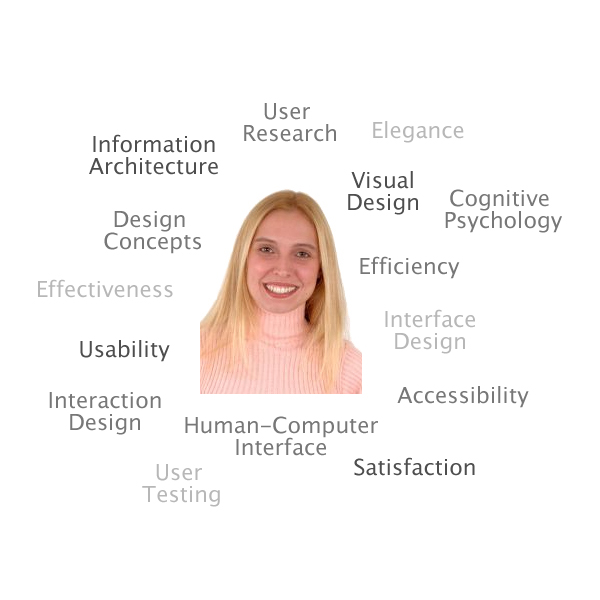 User
Research
Elegance
Information
Architecture
Visual
Design
Cognitive
Psychology
Design
Concepts
Efficiency
Effectiveness
Interface
Design
Usability
Accessibility
Interaction
Design
Human-Computer
Interface
Satisfaction
User
Testing